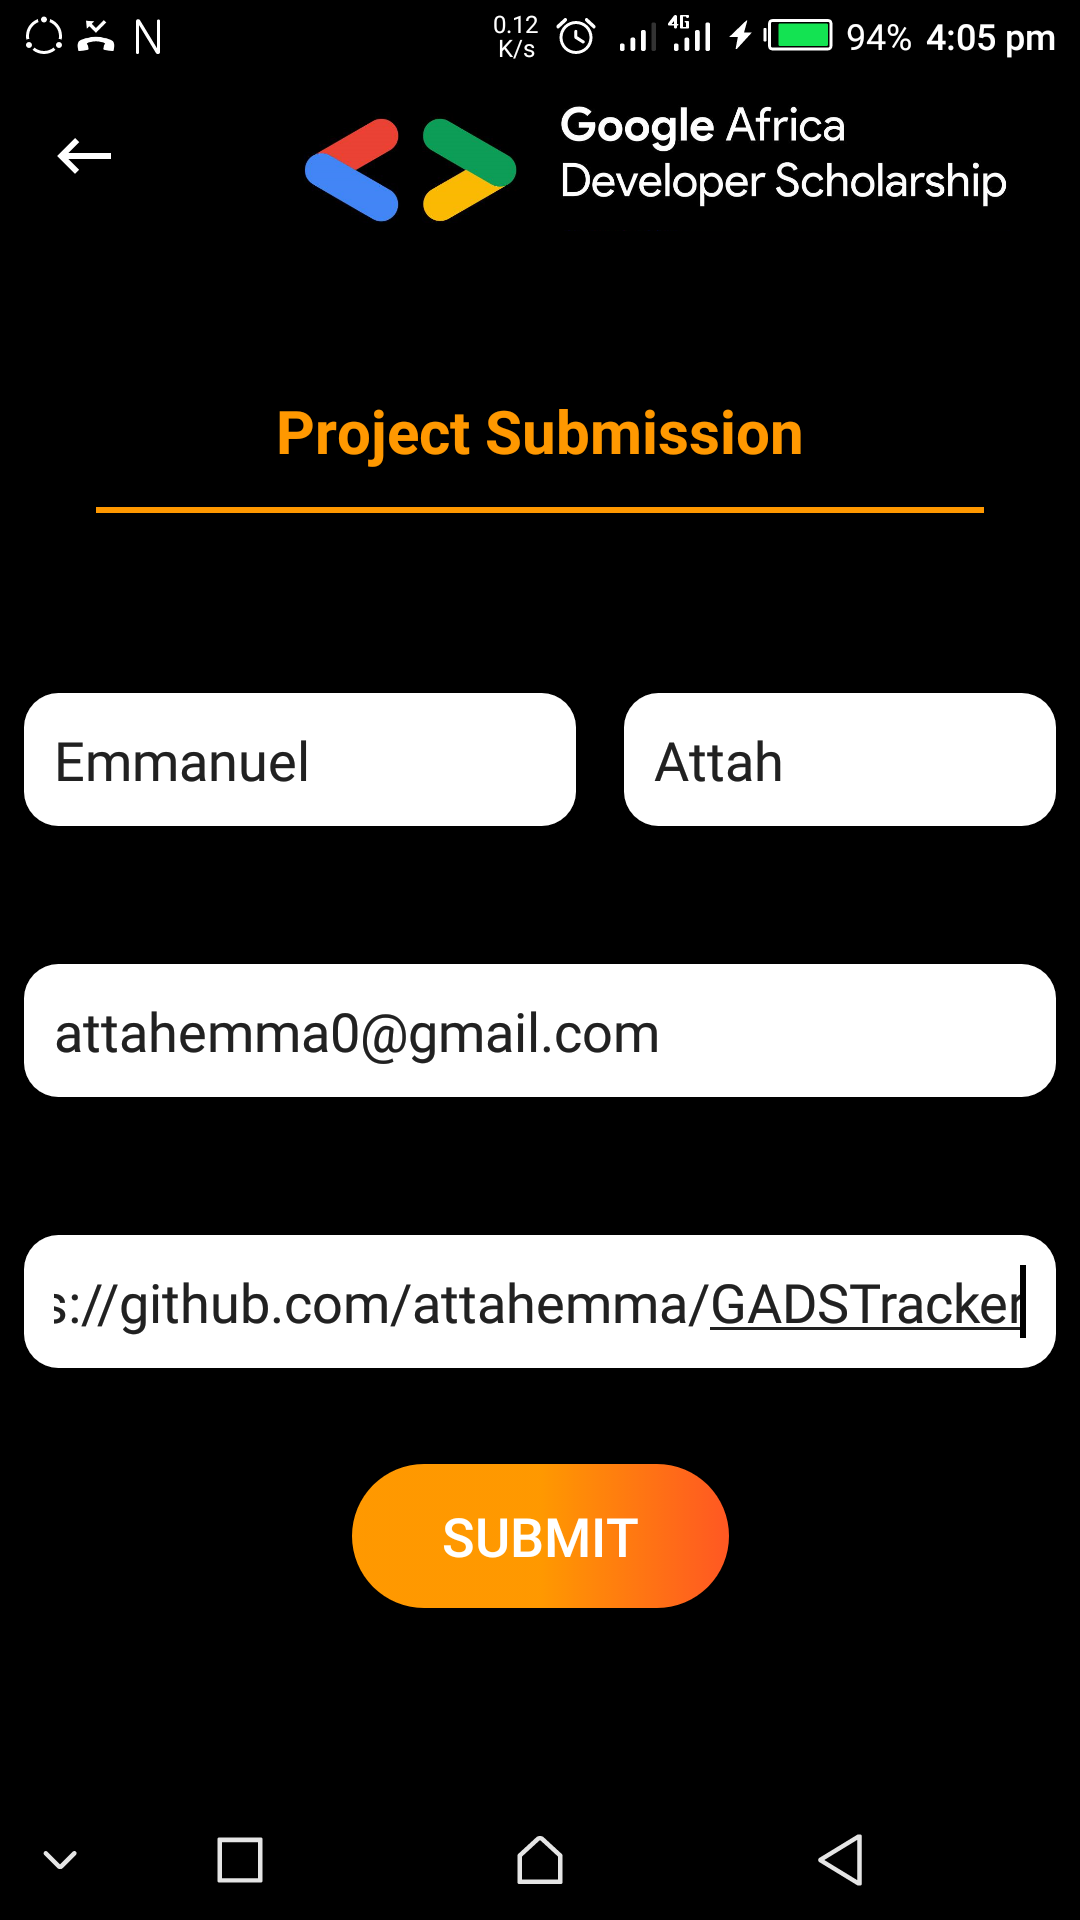 0.12
K/s
4G
94% 4:05 pm
Google Africa
Developer Scholarship
Project Submission
Emmanuel
Attah
attahemma0@gmail.com
s://github.com/attahemma/GADSTracker
SUBMIT